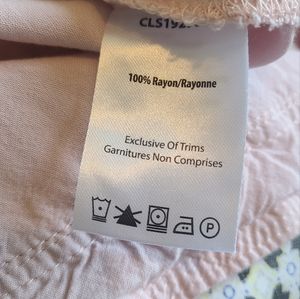 100% Rayon/Rayonne
Exclusive Of Trims
Garnitures Non Comprises
P